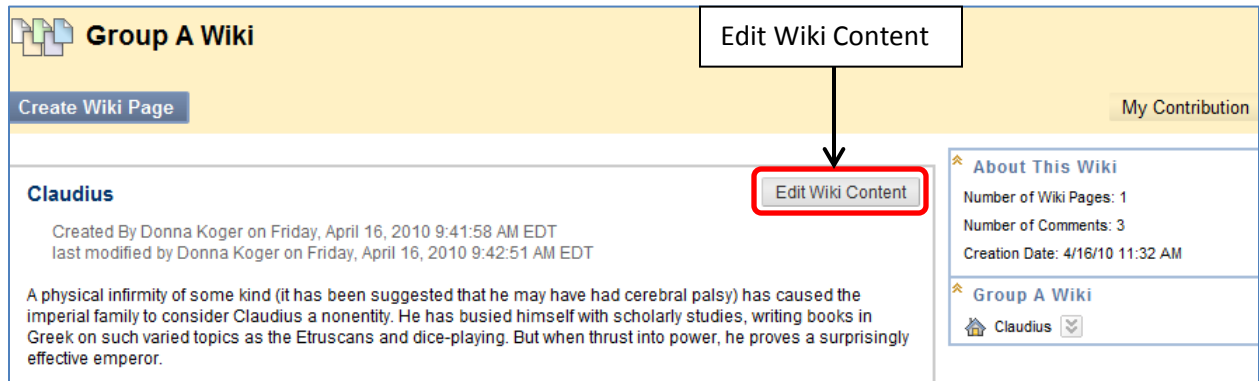 Group A Wiki
Edit Wiki Content
Create Wiki Page
My Contribution
Claudius
Edit Wiki Content
Created By Donna Koger on Friday, April 16, 2010 9:41:58 AM EDT
last modified by Donna Koger on Friday, April 16, 2010 9:42:51 AM EDT
A physical infirmity of some kind (it has been suggested that he may have had cerebral palsy) has caused the
imperial family to consider Claudius a nonentity. He has busied himself with scholarly studies, writing books in
Greek on such varied topics as the Etruscans and dice-playing. But when thrust into power, he proves a surprisingly
effective emperor.
About This Wiki
Number of Wiki Pages: 1
Number of Comments: 3
Creation Date: 4/16/10 11:32 AM
Group A Wiki
Claudius